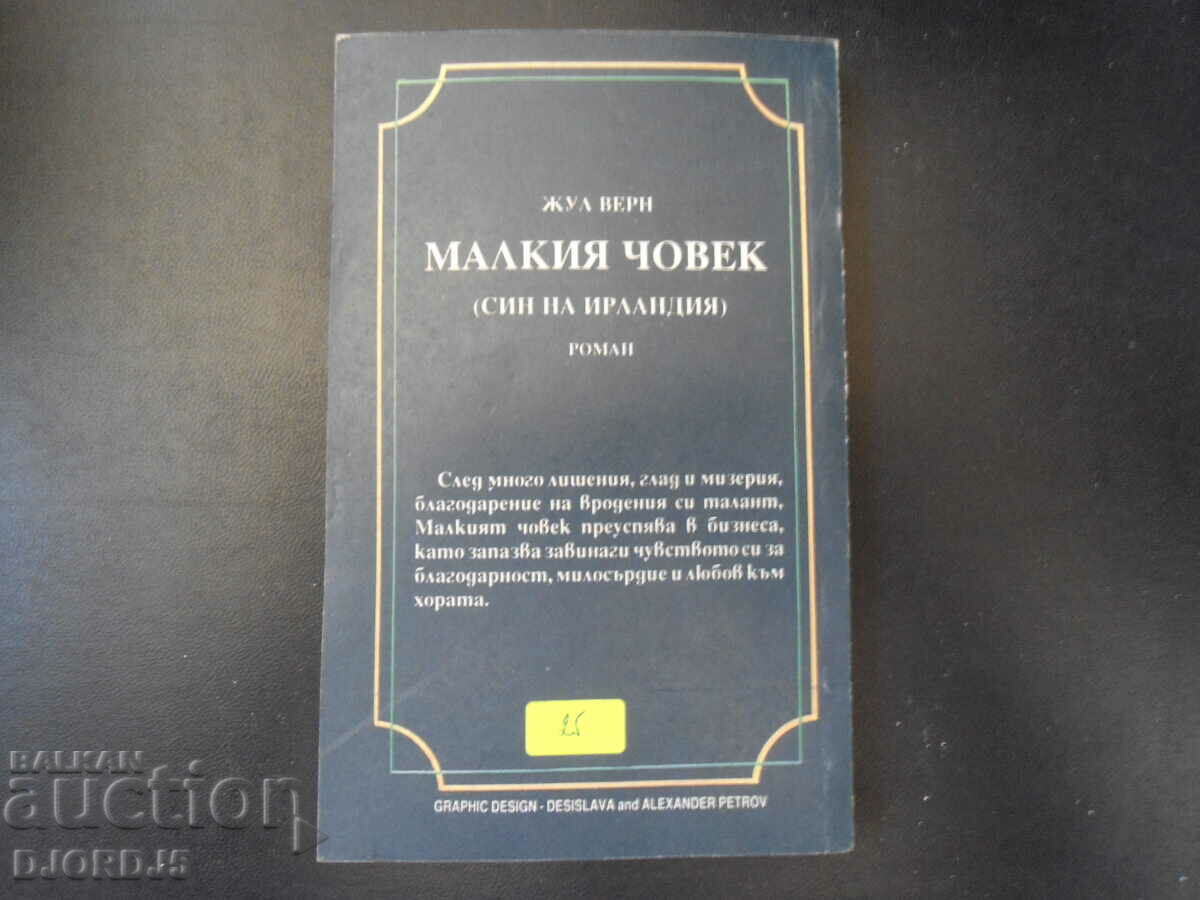 ЖУЛ ВЕРН
МАЛКИЯ ЧОВЕК
(СИН НА ИРЛАНДИЯ)
РОМАН
След много лишения, глад и мизерия,
благодарение на вродения си талант,
Малкият човек преуспява в бизнеса,
като запазва завинаги чувството си за
благодарност, милосърдие и любов към
хората.
25
GRAPHIC DESIGN - DESISLAVA and ALEXANDER PETROV
BALKAN
auction
DJORDJ5